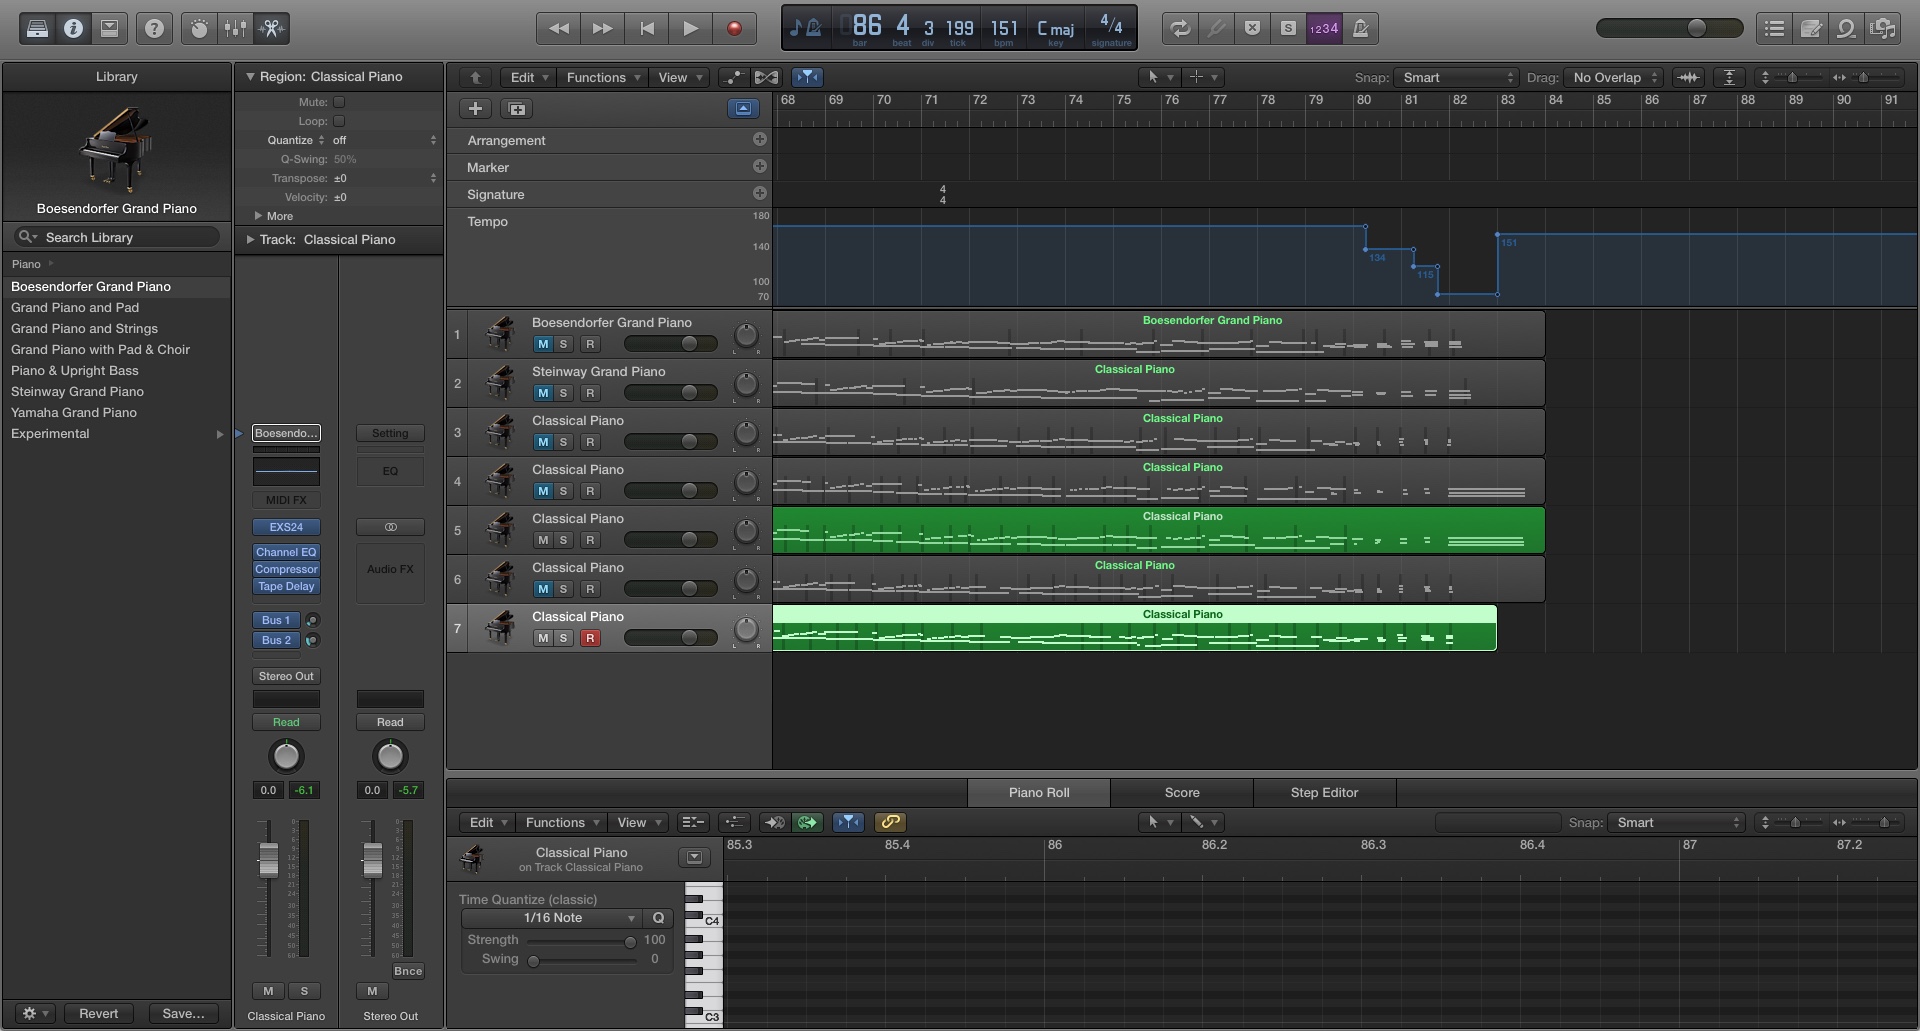 086 4 3 199 151 C maj 4/4
bar beat div tick bpm key signature
S 1234
Library
Boesendorfer Grand Piano
Search Library
Piano
Boesendorfer Grand Piano
Grand Piano and Pad
Grand Piano and Strings
Grand Piano with Pad & Choir
Piano & Upright Bass
Steinway Grand Piano
Yamaha Grand Piano
Experimental
Revert Save...
Region: Classical Piano
Mute:
Loop:
Quantize off
Q-Swing: 50%
Transpose: ±0
Velocity: ±0
More
Track: Classical Piano
Boesendo... Setting
EQ
MIDI FX
EXS24
Channel EQ
Compressor Audio FX
Tape Delay
Bus 1
Bus 2
Stereo Out
Read Read
0.0 -6.1 0.0 -5.7
Bnce
M S M
Classical Piano Stereo Out
Edit Functions View Snap: Smart Drag: No Overlap
68 69 70 71 72 73 74 75 76 77 78 79 80 81 82 83 84 85 86 87 88 89 90 91
Arrangement
Marker
Signature 4
4
Tempo 180
140
100
70
134
115
151
1 Boesendorfer Grand Piano
M S R L R
Boesendorfer Grand Piano
2 Steinway Grand Piano
M S R L R
Classical Piano
3 Classical Piano
M S R L R
Classical Piano
4 Classical Piano
M S R L R
Classical Piano
5 Classical Piano
M S R L R
Classical Piano
6 Classical Piano
M S R L R
Classical Piano
7 Classical Piano
M S R L R
Classical Piano
Piano Roll Score Step Editor
Edit Functions View Snap: Smart
85.3 85.4 86 86.2 86.3 86.4 87 87.2
Classical Piano
on Track Classical Piano
Time Quantize (classic)
1/16 Note Q
Strength 100
Swing 0
C4
C3